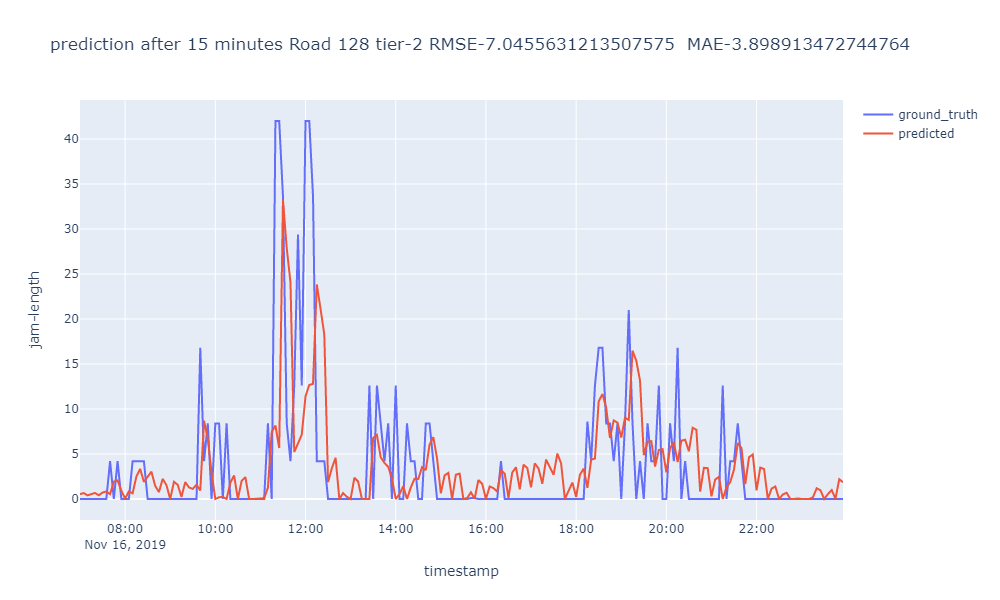 prediction after 15 minutes Road 128 tier-2 RMSE-7.0455631213507575  MAE-3.898913472744764
ground_truth
predicted
40
35
30
25
20
15
10
5
0
jam-length
08:00 10:00 12:00 14:00 16:00 18:00 20:00 22:00
Nov 16, 2019
timestamp